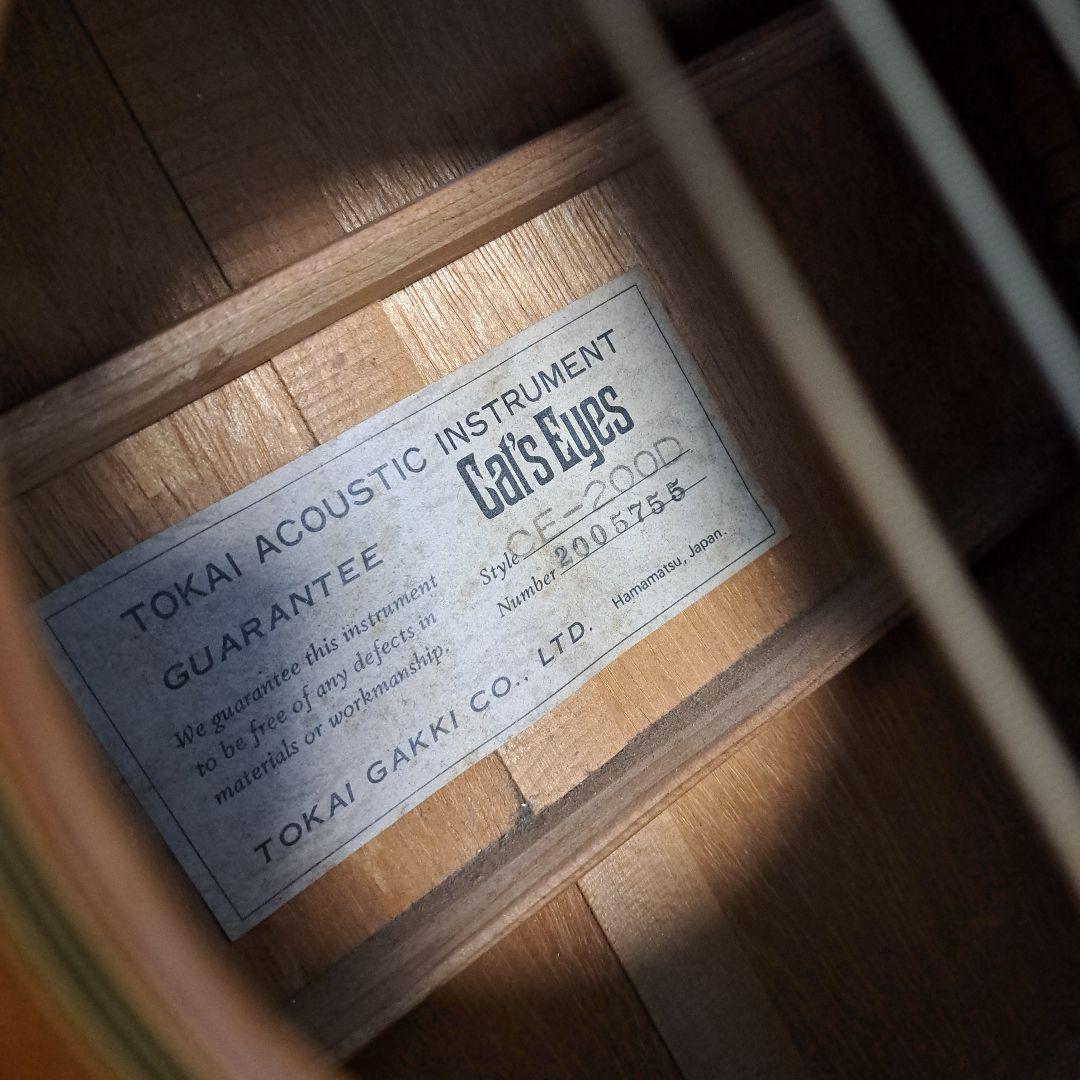 TOKAI ACOUSTIC INSTRUMENT
GUARANTEE
We guarantee this instrument
to be free of any defects in
materials or workmanship.
Cat's Eyes
Style CE-200D
Number 2005755
TOKAI GAKKI CO., LTD. Hamamatsu, Japan.